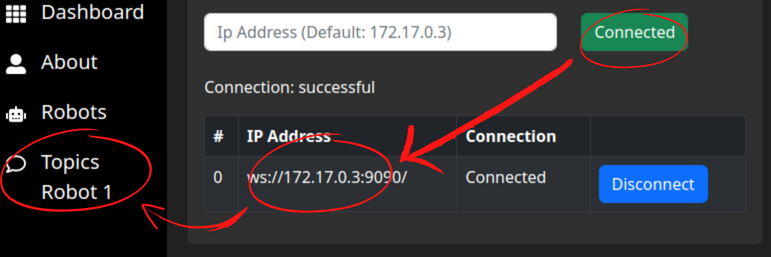 Dashboard
About
Robots
Topics
Robot 1
Ip Address (Default: 172.17.0.3)
Connected
Connection: successful
# IP Address Connection
0 ws://172.17.0.3:9090/ Connected Disconnect